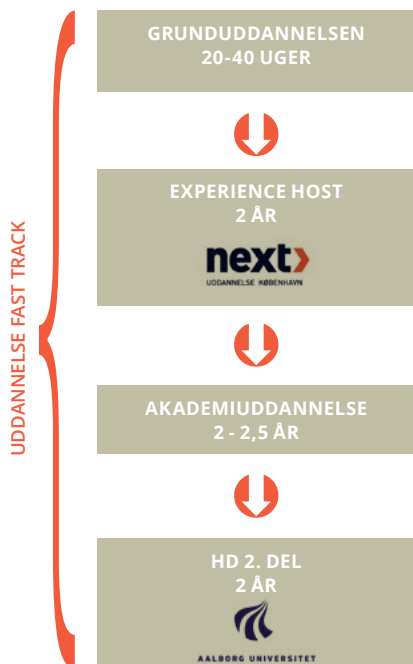 UDDANNELSE FAST TRACK
GRUNDUDDANNELSEN
20-40 UGER
EXPERIENCE HOST
2 ÅR
next
UDDANNELSE KØBENHAVN
AKADEMIUDDANNELSE
2 - 2,5 ÅR
HD 2. DEL
2 ÅR
AALBORG UNIVERSITET